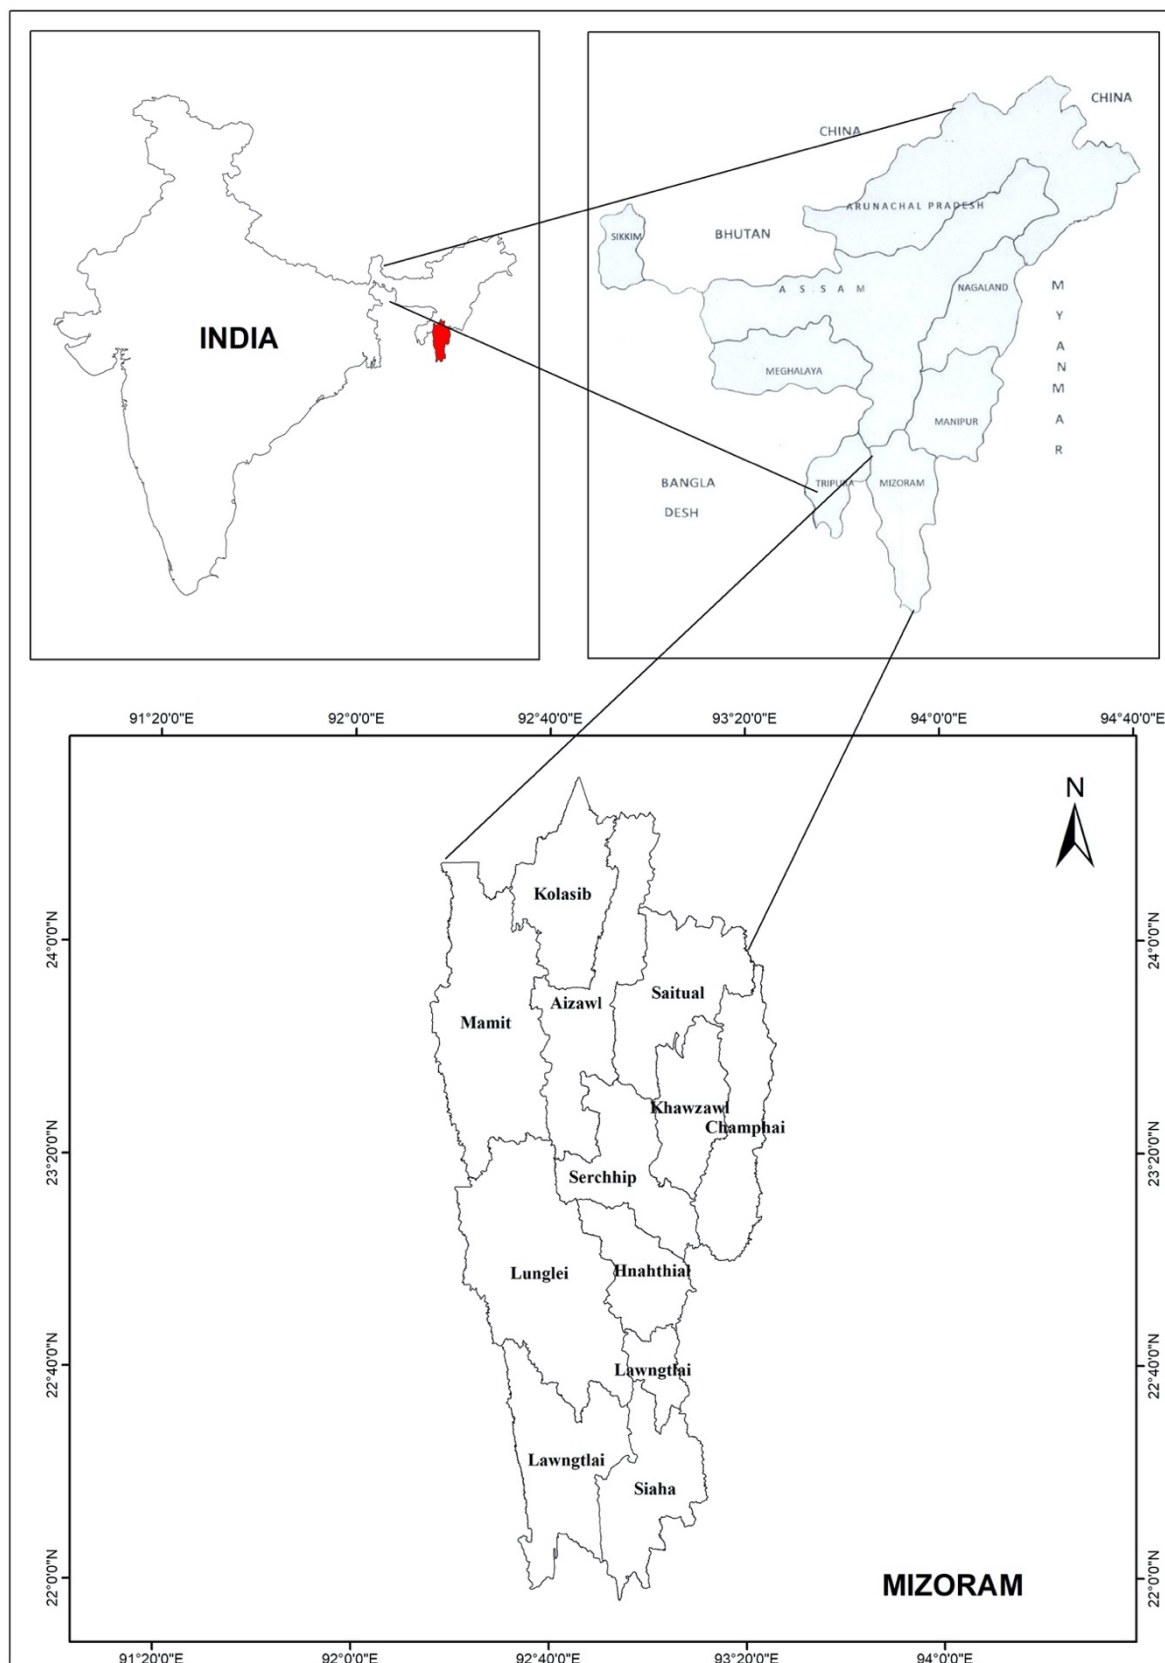 INDIA
CHINA
CHINA
ARUNACHAL PRADESH
SIKKIM
BHUTAN
ASSAM
NAGALAND
MYANMAR
MEGHALAYA
MANIPUR
BANGLA
DESH
TRIPURA
MIZORAM
91°20'0"E 92°0'0"E 92°40'0"E 93°20'0"E 94°0'0"E 94°40'0"E
N
Kolasib
24°0'0"N 24°0'0"N
Saitual
Aizawl
Mamit
Khawzawl
Champhai
23°20'0"N 23°20'0"N
Serchhip
Lunglei
Hnahthial
22°40'0"N 22°40'0"N
Lawngtlai
Lawngtlai
Siaha
22°0'0"N 22°0'0"N
MIZORAM
91°20'0"E 92°0'0"E 92°40'0"E 93°20'0"E 94°0'0"E